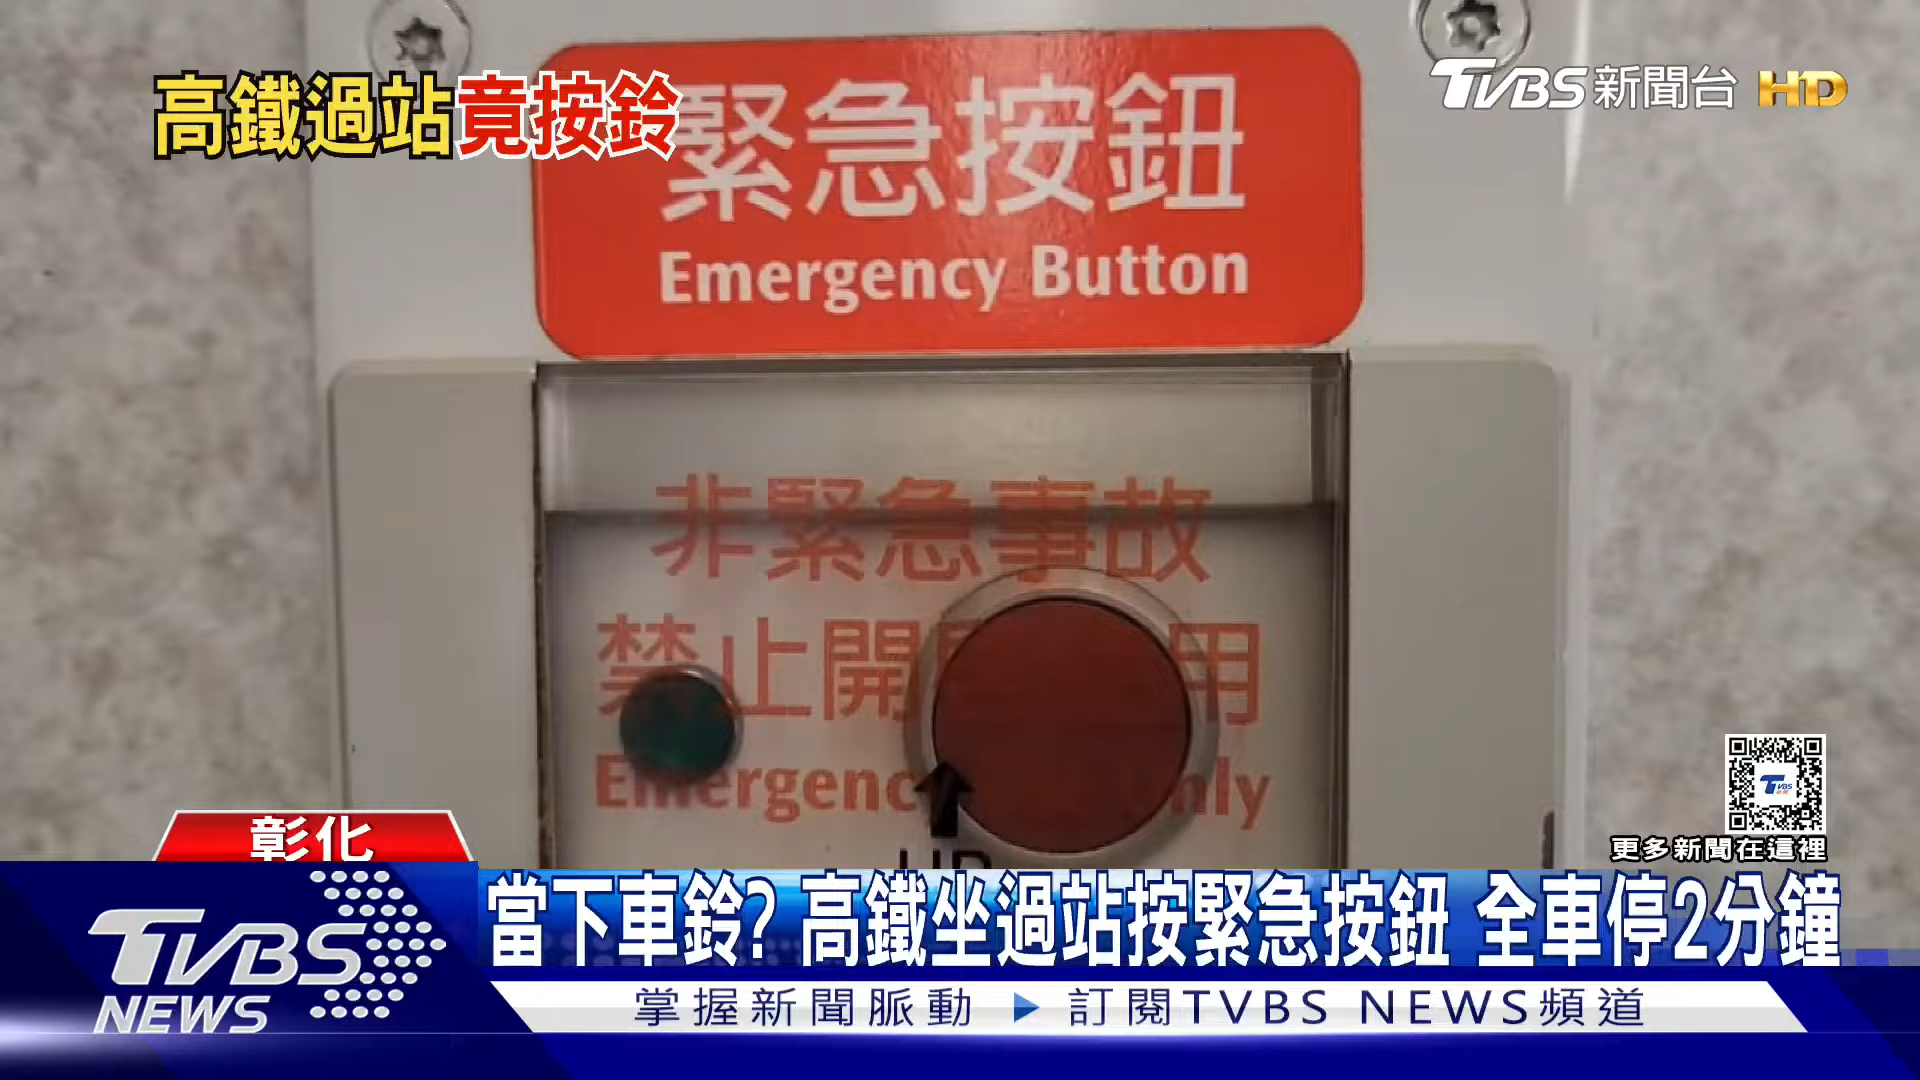 高鐵過站竟按鈴
TVBS新聞台 HD
緊急按鈕
Emergency Button
非緊急事故
禁止開 用
更多新聞在這裡
彰化
當下車鈴? 高鐵坐過站按緊急按鈕 全車停2分鐘
TVBS NEWS
掌握新聞脈動 ▶ 訂閱TVBS NEWS頻道